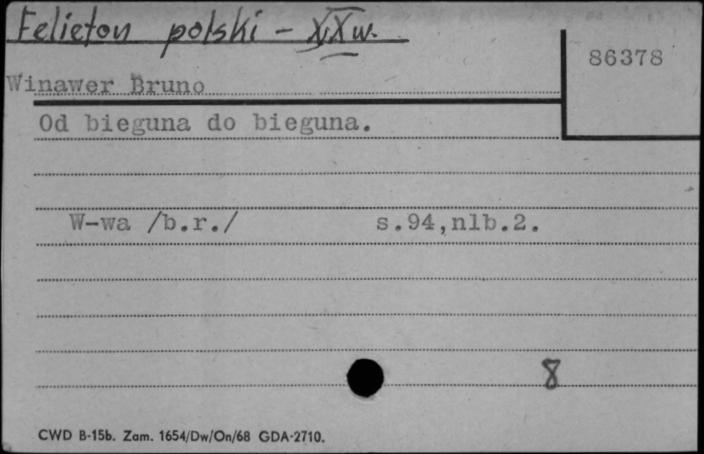 Felieton polski - XX w.
86378
Winawer Bruno
Od bieguna do bieguna.
W-wa /b.r./ s.94,nlb.2.
8
CWD B-15b. Zam. 1654/Dw/On/68 GDA-2710.